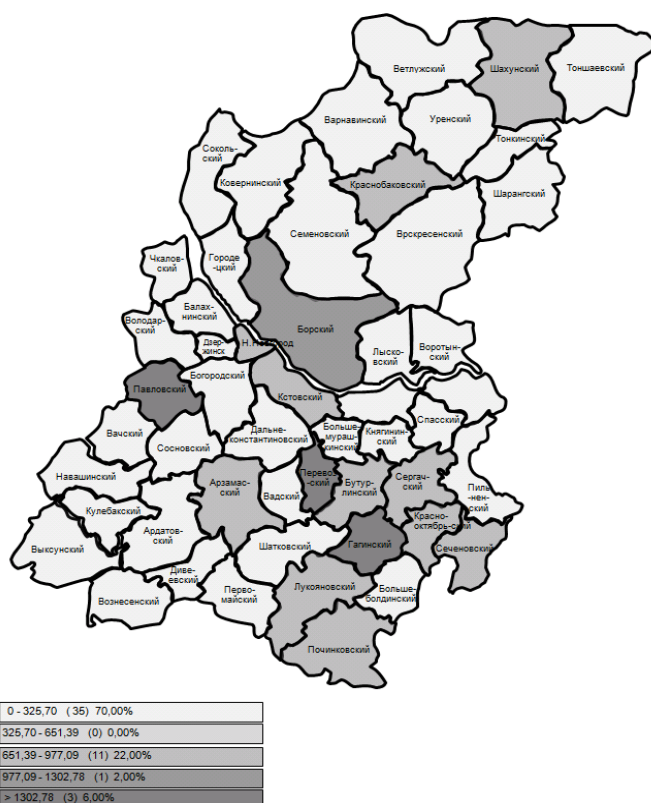 Ветлужский
Шахунский
Тоншаевский
Варнавинский
Уренский
Тонкинский
Соколь-
ский
Ковернинский
Краснобаковский
Шарангский
Семеновский
Врскресенский
Чкалов-
ский
Городе
-цкий
Балах-
нинский
Володар-
ский
Дзер-
жинск
Н.Новгород
Борский
Лысков-
ский
Воротын-
ский
Богородский
Павловский
Кстовский
Вачский
Сосновский
Дальне-
константиновский
Больше-
мураш-
кинский
Княгинин-
ский
Спасский
Навашинский
Арзамас-
ский
Вадский
Перевоз
-ский
Бутур-
линский
Сергач-
ский
Пиль
-нен-
ский
Кулебакский
Ардатов-
ский
Красно-
октябрь-ский
Выксунский
Шатковский
Гагинский
Сеченовский
Диве-
евский
Вознесенский
Перво-
майский
Лукояновский
Больше-
болдинский
Починковский
0 - 325,70 (35) 70,00%
325,70 - 651,39 (0) 0,00%
651,39 - 977,09 (11) 22,00%
977,09 - 1302,78 (1) 2,00%
> 1302,78 (3) 6,00%